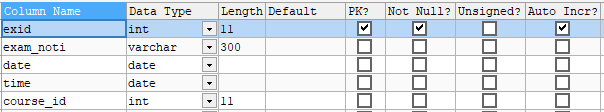 Column Name Data Type Length Default PK? Not Null? Unsigned? Auto Incr?
exid int 11
exam_noti varchar 300
date date
time date
course_id int 11